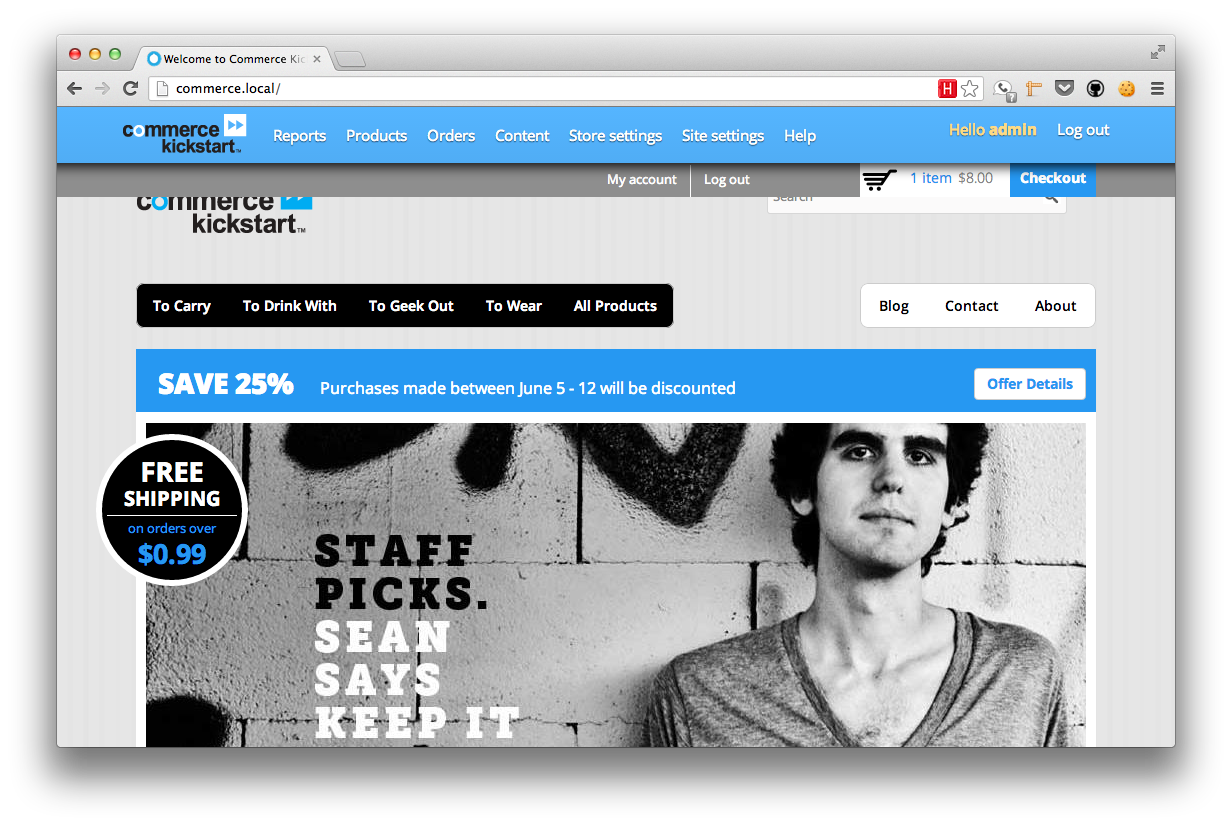 Welcome to Commerce Kic
commerce.local/
H
7
commerce
kickstart™
Reports Products Orders Content Store settings Site settings Help
Hello admin Log out
My account Log out
1 item $8.00 Checkout
commerce
kickstart™
Search
To Carry To Drink With To Geek Out To Wear All Products
Blog Contact About
SAVE 25% Purchases made between June 5 - 12 will be discounted
Offer Details
FREE
SHIPPING
on orders over
$0.99
STAFF
PICKS.
SEAN
SAYS
KEEP IT